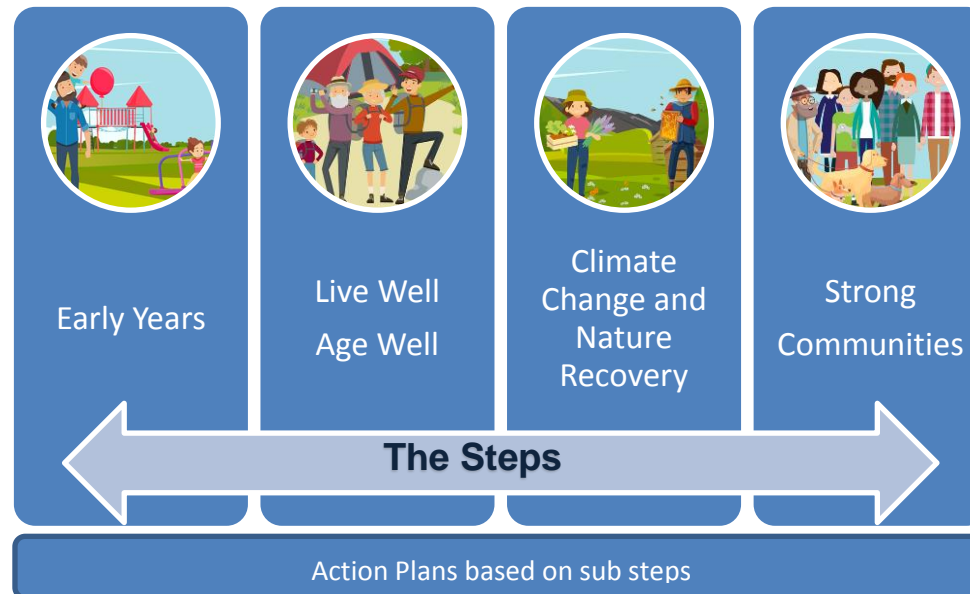 Early Years
Live Well
Age Well
Climate
Change and
Nature
Recovery
Strong
Communities
The Steps
Action Plans based on sub steps